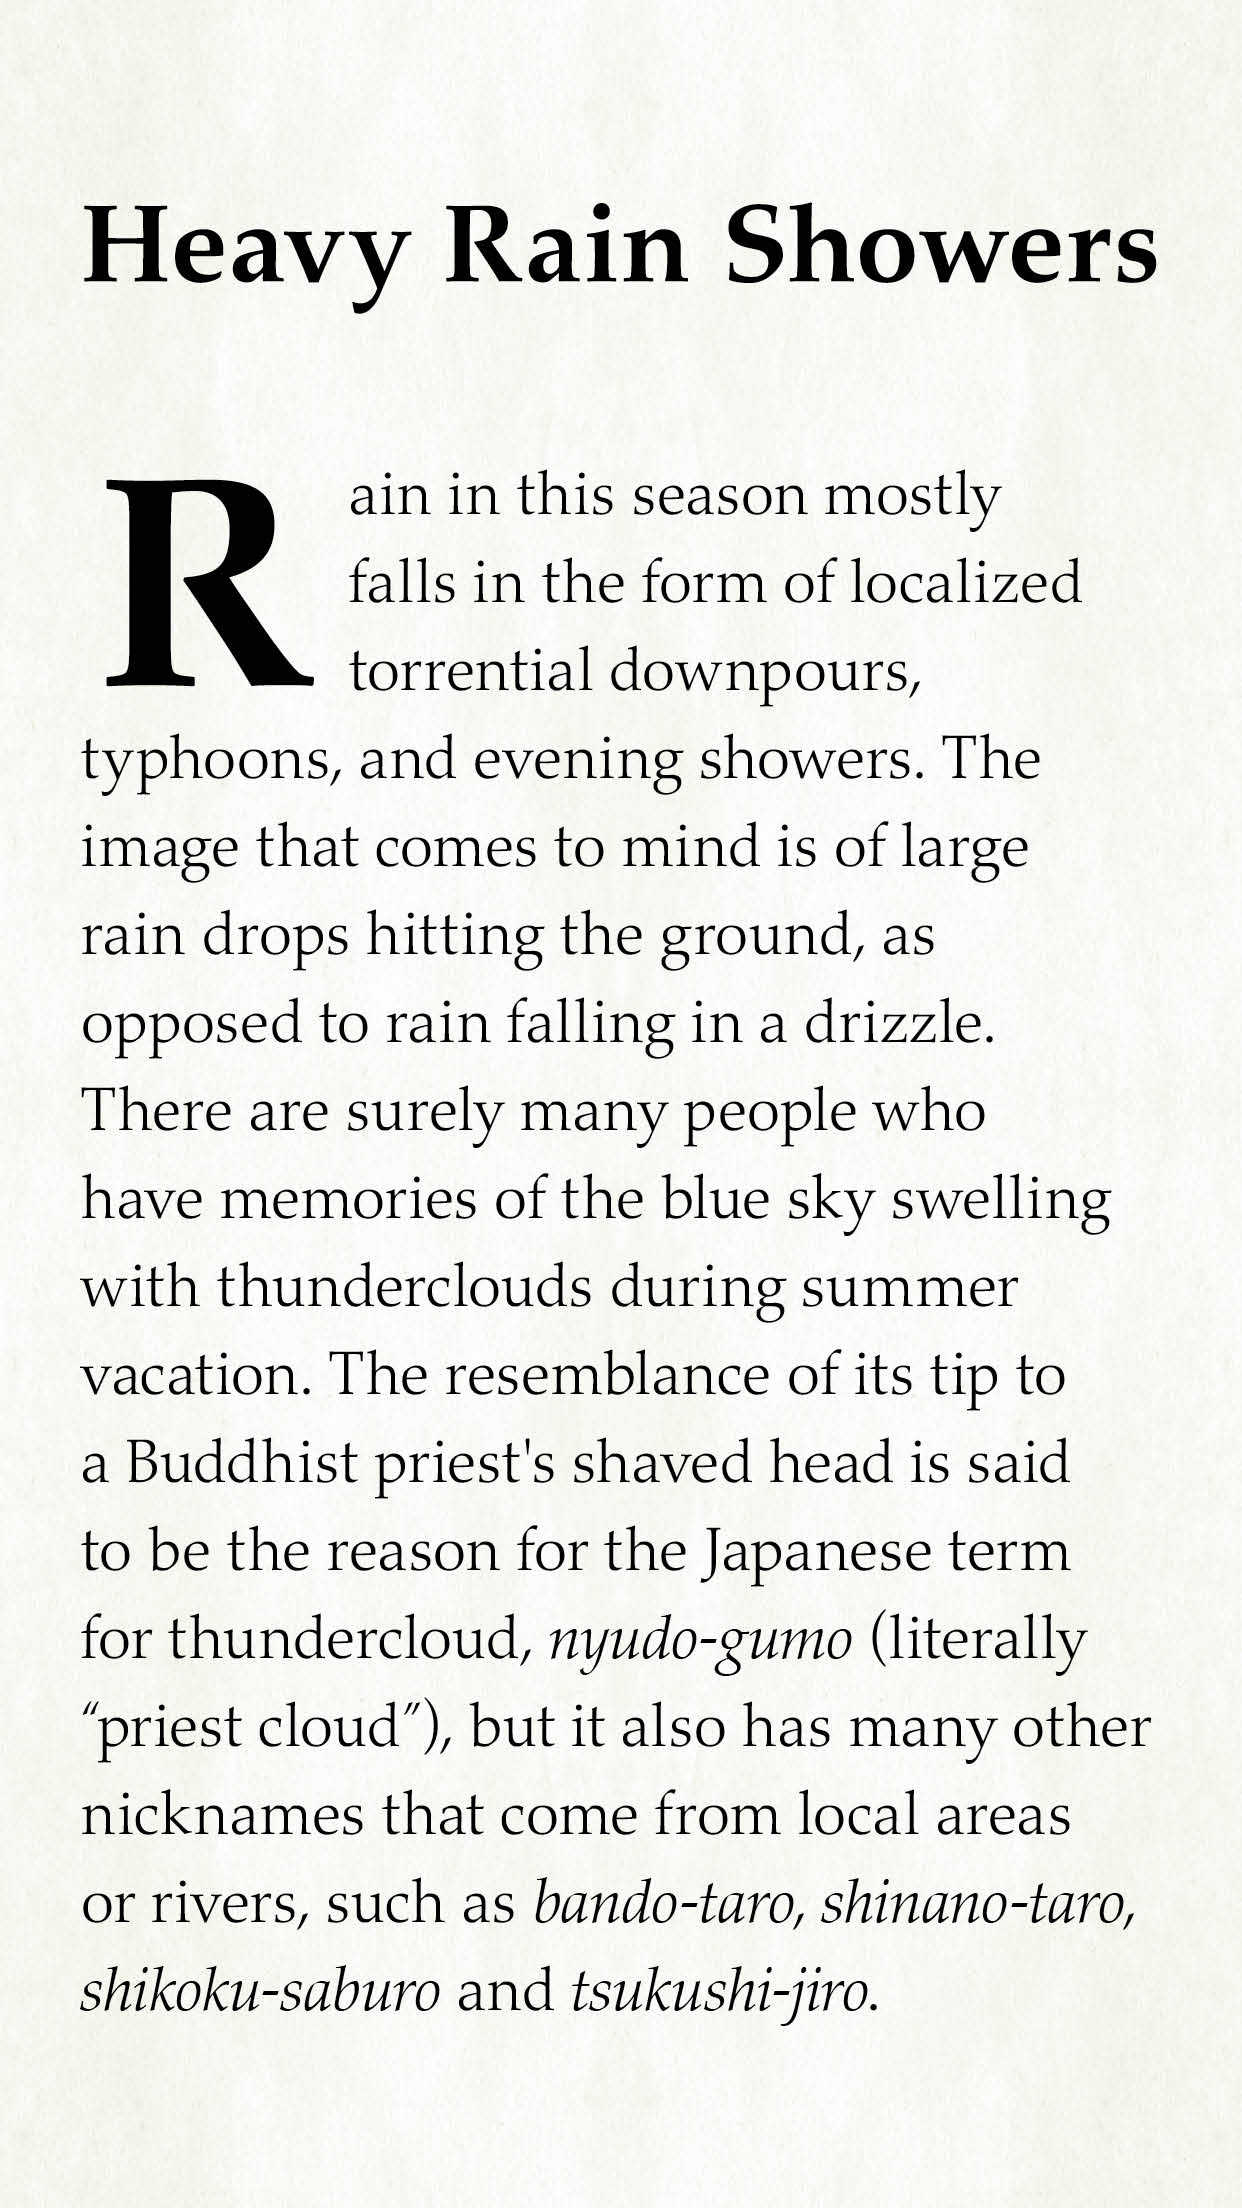 Heavy Rain Showers
Rain in this season mostly
falls in the form of localized
torrential downpours,
typhoons, and evening showers. The
image that comes to mind is of large
rain drops hitting the ground, as
opposed to rain falling in a drizzle.
There are surely many people who
have memories of the blue sky swelling
with thunderclouds during summer
vacation. The resemblance of its tip to
a Buddhist priest's shaved head is said
to be the reason for the Japanese term
for thundercloud, nyudo-gumo (literally
“priest cloud”), but it also has many other
nicknames that come from local areas
or rivers, such as bando-taro, shinano-taro,
shikoku-saburo and tsukushi-jiro.